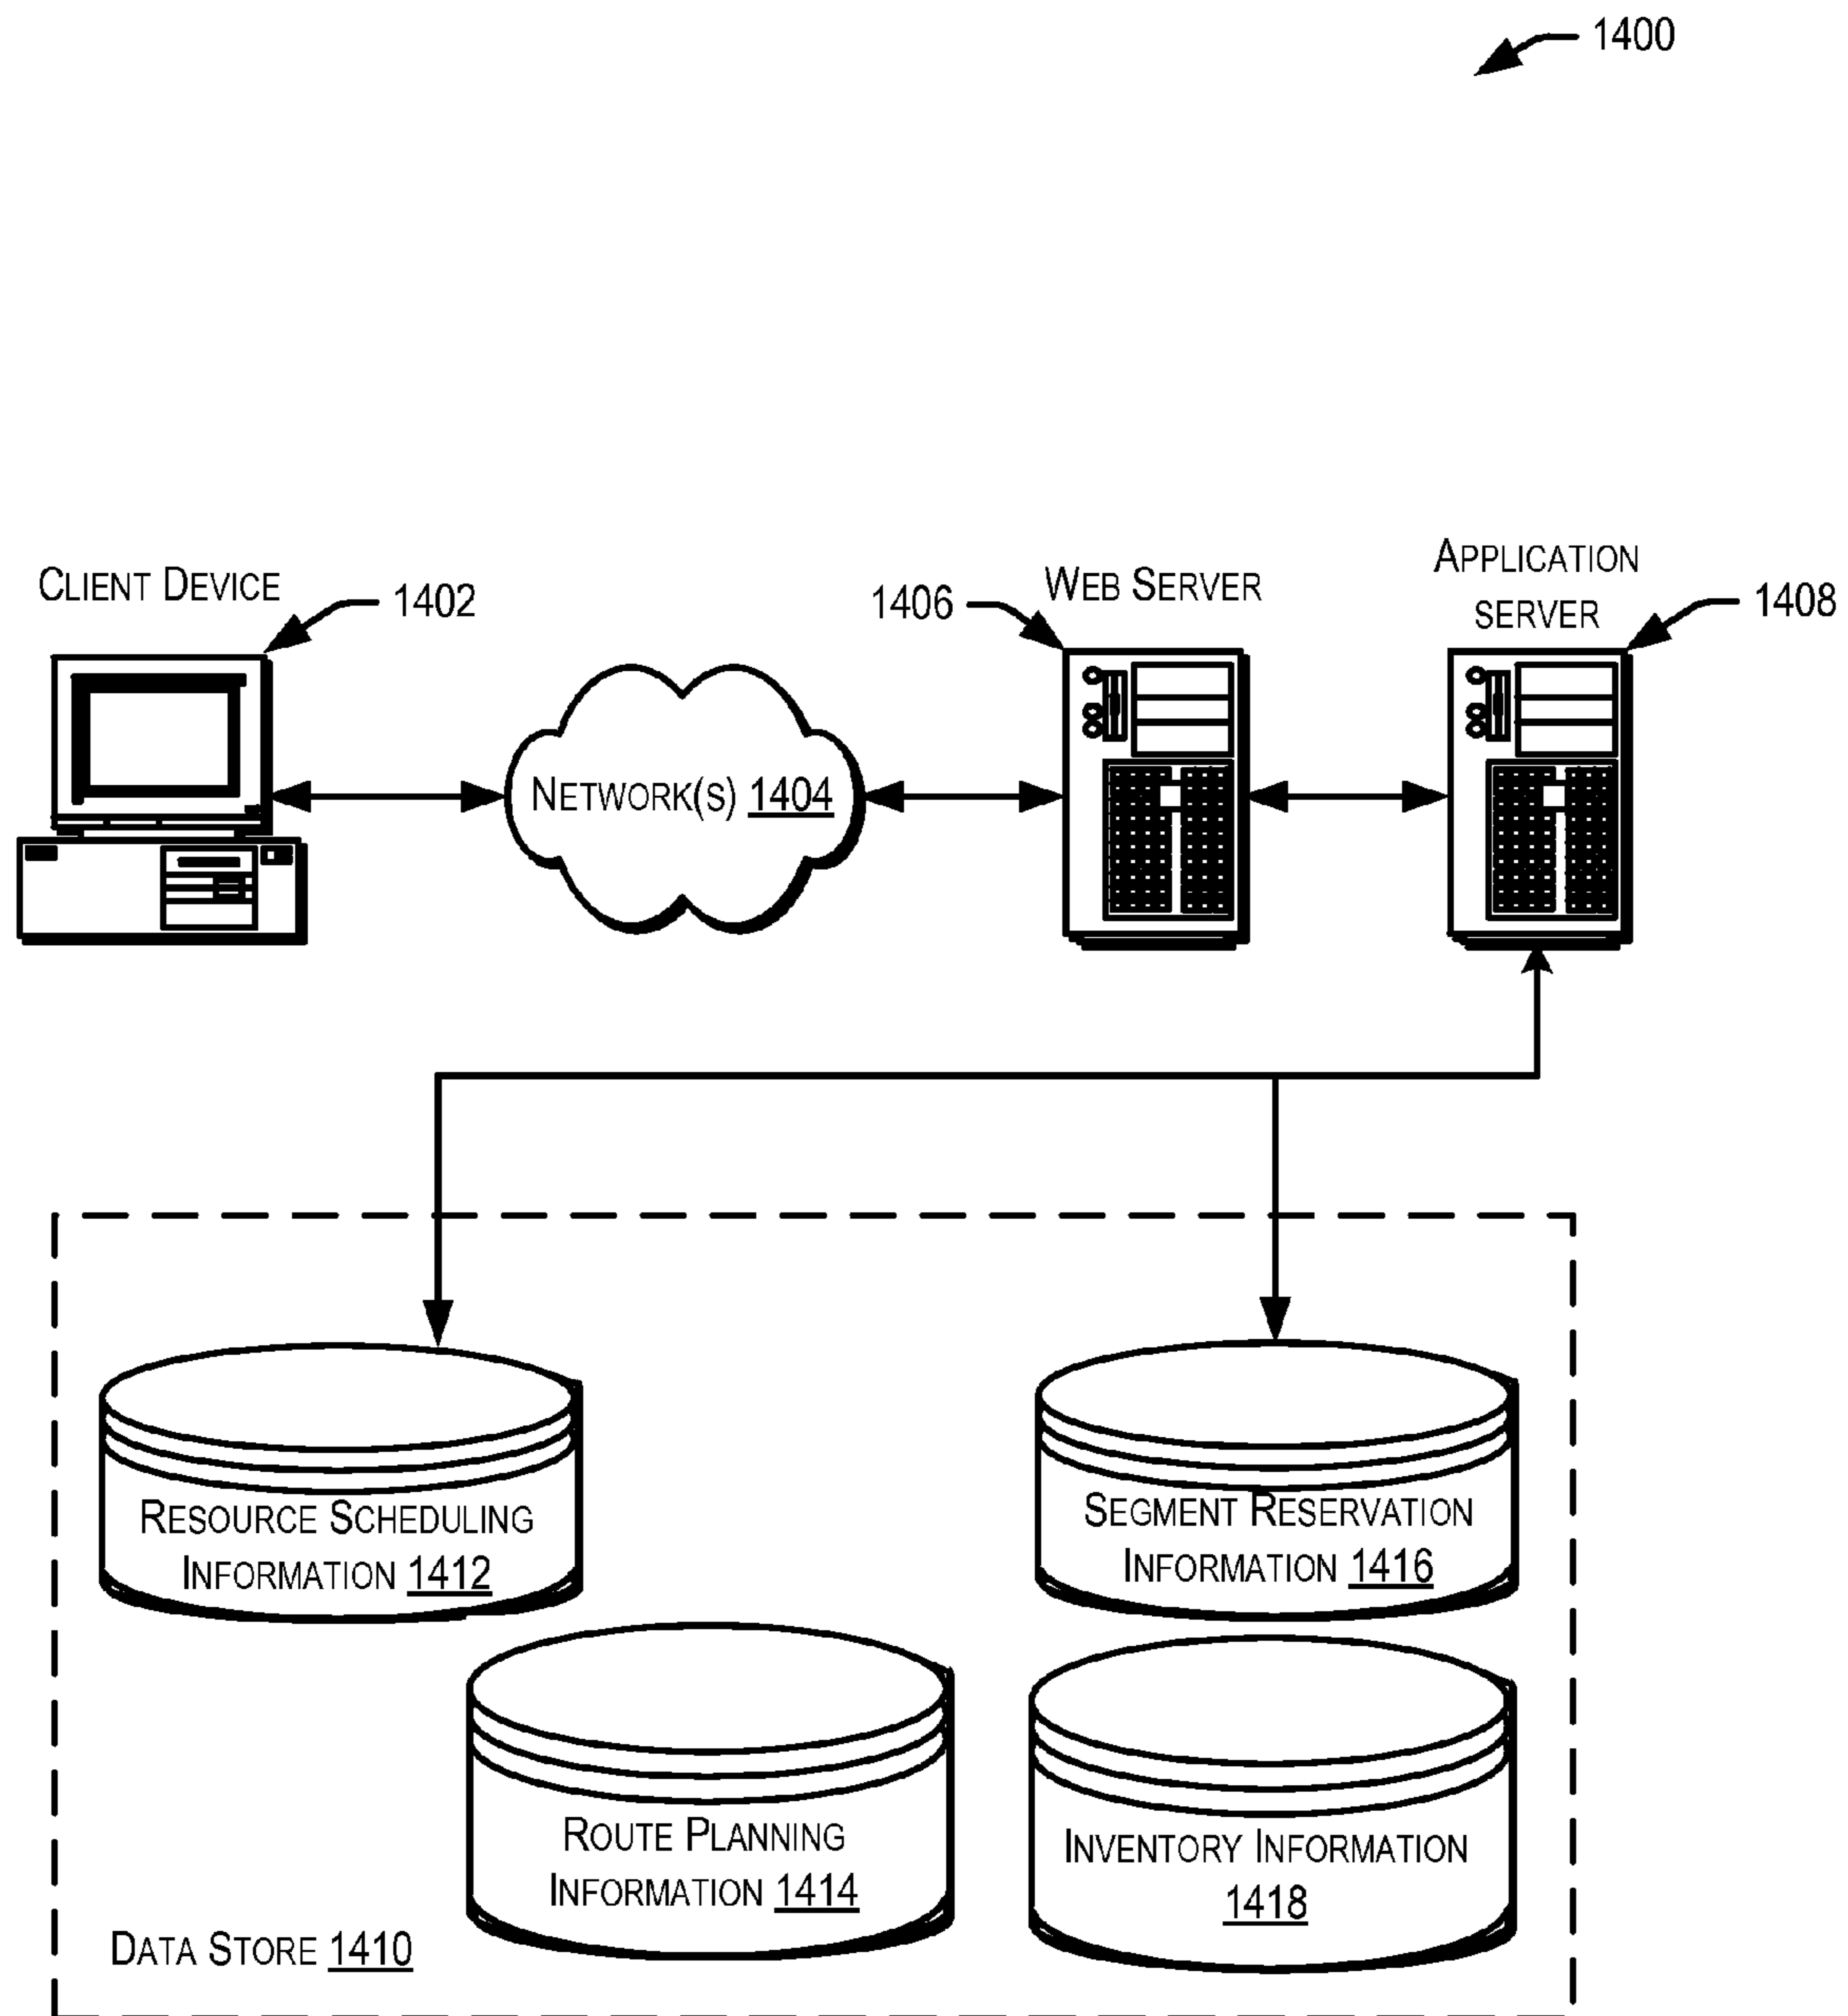 1400
CLIENT DEVICE
1402
1406
WEB SERVER
APPLICATION
SERVER
1408
NETWORK(S) 1404
RESOURCE SCHEDULING
INFORMATION 1412
SEGMENT RESERVATION
INFORMATION 1416
ROUTE PLANNING
INFORMATION 1414
INVENTORY INFORMATION
1418
DATA STORE 1410